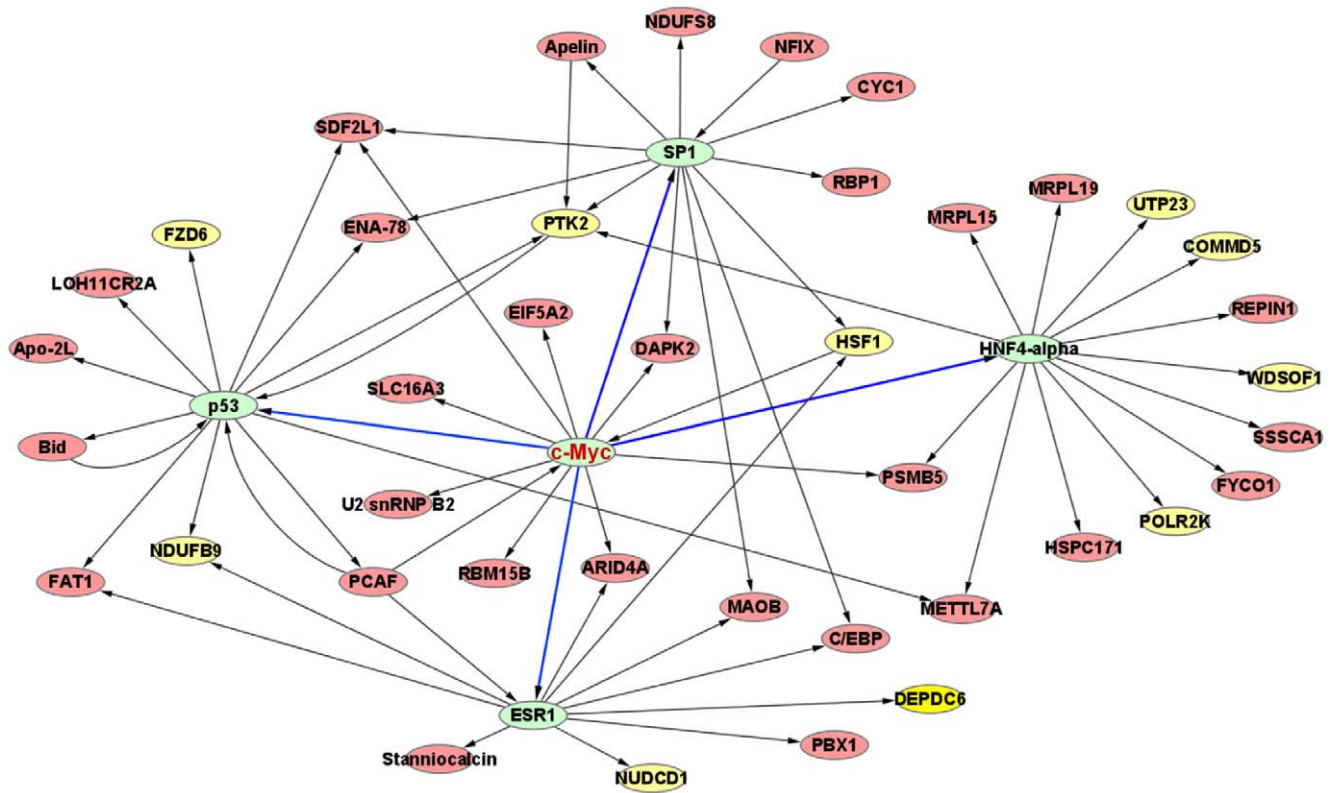 NDUFS8
Apelin
NFIX
CYC1
SDF2L1
SP1
RBP1
MRPL19
MRPL15
UTP23
ENA-78
PTK2
FZD6
COMMD5
LOH11CR2A
EIF5A2
REPIN1
Apo-2L
DAPK2
HSF1
HNF4-alpha
WDSOF1
SLC16A3
p53
Bid
c-Myc
SSSCA1
PSMB5
FYCO1
U2 snRNP B2
POLR2K
NDUFB9
HSPC171
FAT1
PCAF
RBM15B
ARID4A
MAOB
METTL7A
C/EBP
DEPDC6
ESR1
PBX1
Stanniocalcin
NUDCD1